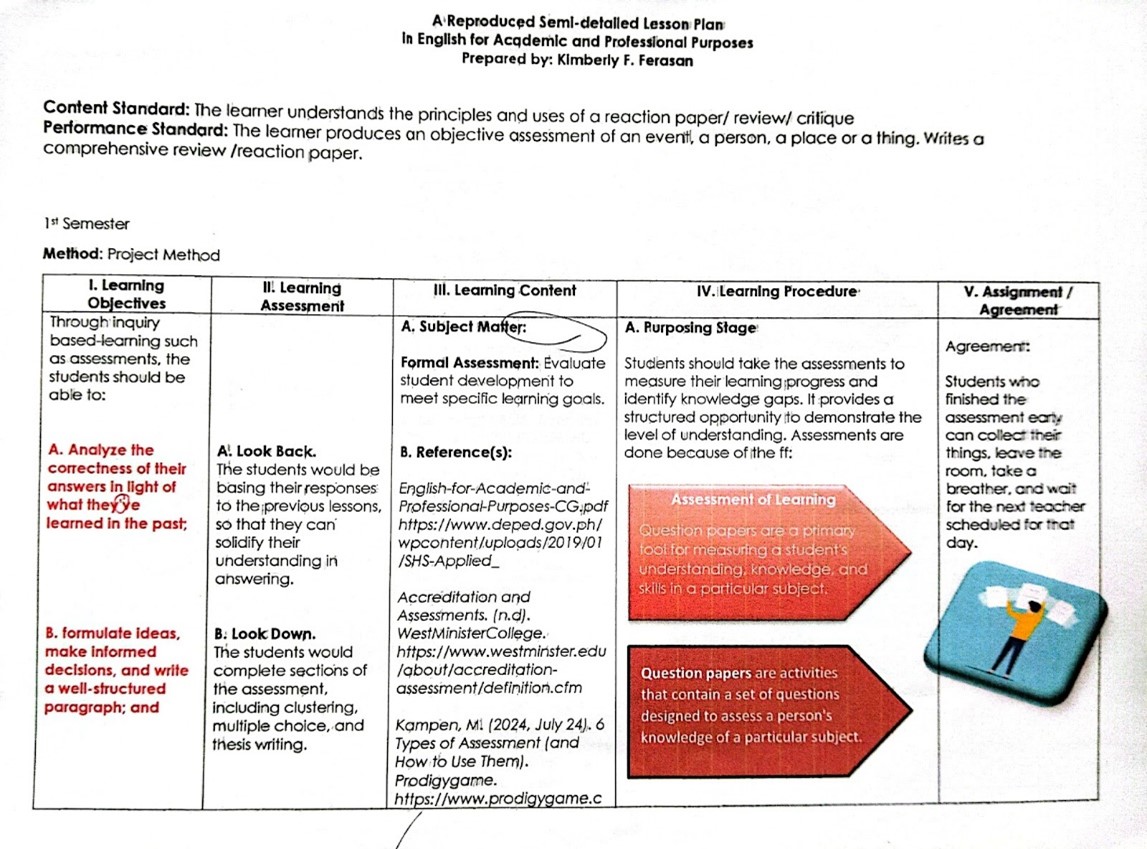 A Reproduced Semi-detailed Lesson Plan
In English for Academic and Professional Purposes
Prepared by: Kimberly F. Ferasan
Content Standard: The learner understands the principles and uses of a reaction paper/ review/ critique
Performance Standard: The learner produces an objective assessment of an event, a person, a place or a thing. Writes a
comprehensive review /reaction paper.
1st Semester
Method: Project Method
I. Learning
Objectives
II. Learning
Assessment
III. Learning Content
IV. Learning Procedure
V. Assignment /
Agreement
Through inquiry
based-learning such
as assessments, the
students should be
able to:
A. Analyze the
correctness of their
answers in light of
what they've
learned in the past;
B. formulate ideas,
make informed
decisions, and write
a well-structured
paragraph; and
A. Look Back.
The students would be
basing their responses
to the previous lessons,
so that they can
solidify their
understanding in
answering.
B. Look Down.
The students would
complete sections of
the assessment,
including clustering,
multiple choice, and
thesis writing.
A. Subject Matter:
Formal Assessment: Evaluate
student development to
meet specific learning goals.
B. Reference(s):
English-for-Academic-and-
Professional-Purposes-CG.pdf
https://www.deped.gov.ph/
wpcontent/uploads/2019/01
/SHS-Applied_
Accreditation and
Assessments. (n.d).
WestMinisterCollege.
https://www.westminster.edu
/about/accreditation-
assessment/definition.cfm
Kampen, M. (2024, July 24). 6
Types of Assessment (and
How to Use Them).
Prodigygame.
https://www.prodigygame.c
A. Purposing Stage
Students should take the assessments to
measure their learning progress and
identify knowledge gaps. It provides a
structured opportunity to demonstrate the
level of understanding. Assessments are
done because of the ff:
Assessment of Learning
Question papers are a primary
tool for measuring a student's
understanding, knowledge, and
skills in a particular subject.
Question papers are activities
that contain a set of questions
designed to assess a person's
knowledge of a particular subject.
Agreement:
Students who
finished the
assessment early
can collect their
things, leave the
room, take a
breather, and wait
for the next teacher
scheduled for that
day.